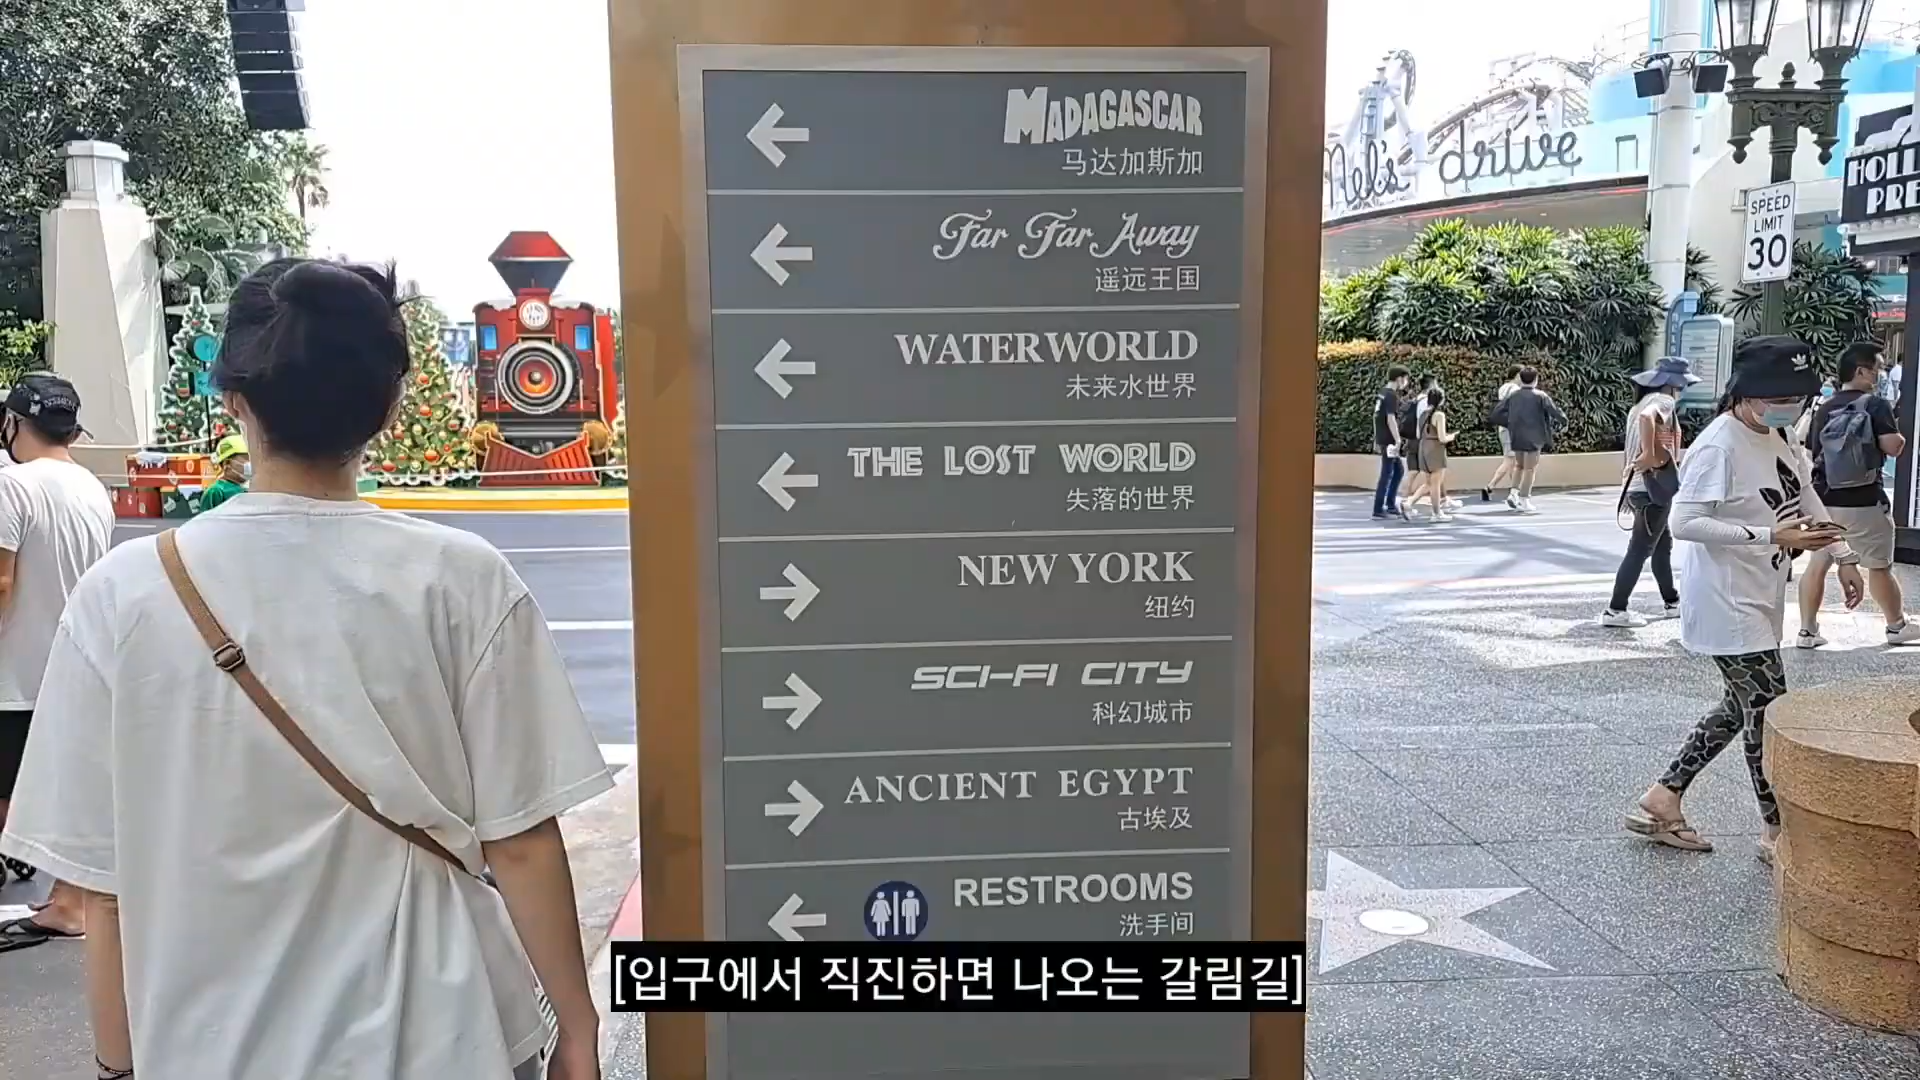 MADAGASCAR
马达加斯加
Far Far Away
遥远王国
WATERWORLD
未来水世界
THE LOST WORLD
失落的世界
NEW YORK
纽约
SCI-FI CITY
科幻城市
ANCIENT EGYPT
古埃及
RESTROOMS
洗手间
Mel's drive
SPEED
LIMIT
30
[입구에서 직진하면 나오는 갈림길]